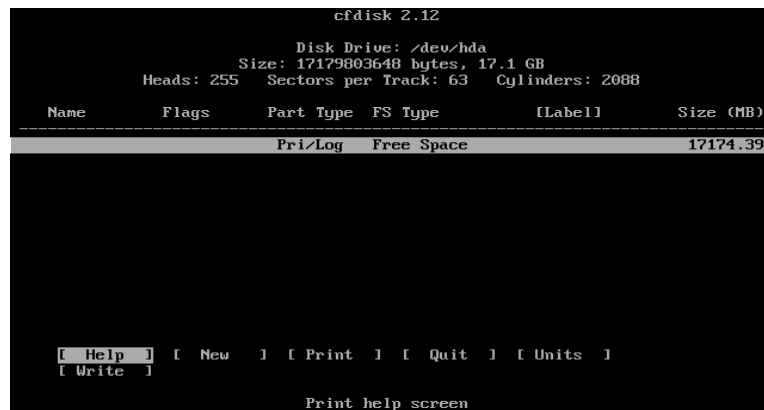 cfdisk 2.12
Disk Drive: /dev/hda
Size: 17179803648 bytes, 17.1 GB
Heads: 255   Sectors per Track: 63   Cylinders: 2088
Name   Flags   Part Type   FS Type   [Label]   Size (MB)
Pri/Log   Free Space   17174.39
[ Help ] [ New ] [ Print ] [ Quit ] [ Units ]
[ Write ]
Print help screen